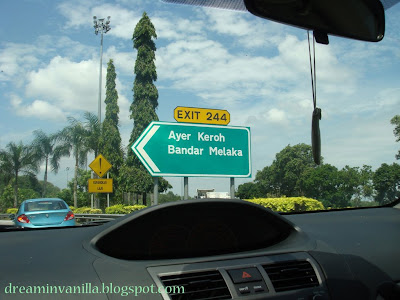 EXIT 244
Ayer Keroh
Bandar Melaka
dreaminvanilla.blogspot.com